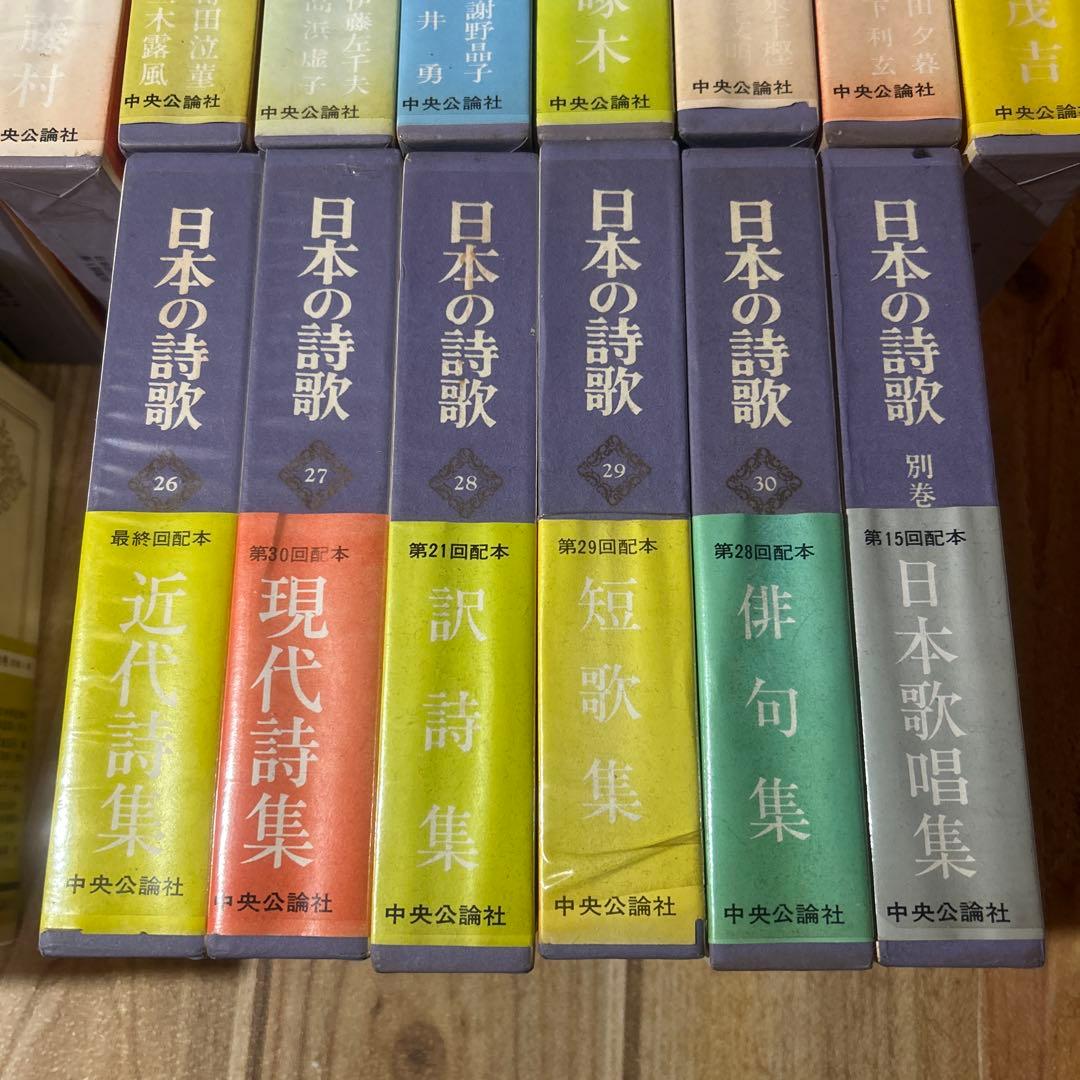 藤村
央公論社
田泣菫
木露風
中央公論社
伊藤左千夫
高浜虚子
中央公論社
謝野晶子
井勇
中央公論社
啄木
中央公論社
中央公論社
田夕暮
下利玄
中央公論社
茂吉
中央公論
日本の詩歌
26
最終回配本
近代詩集
中央公論社
日本の詩歌
27
第30回配本
現代詩集
中央公論社
日本の詩歌
28
第21回配本
訳詩集
中央公論社
日本の詩歌
29
第29回配本
短歌集
中央公論社
日本の詩歌
30
第28回配本
俳句集
中央公論社
日本の詩歌
別巻
第15回配本
日本歌唱集
中央公論社